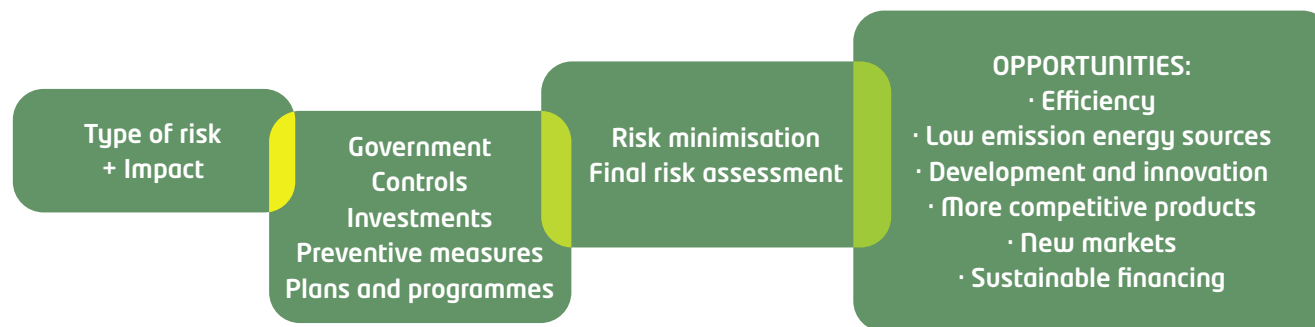 Type of risk
+ Impact
Government
Controls
Investments
Preventive measures
Plans and programmes
Risk minimisation
Final risk assessment
OPPORTUNITIES:
· Efficiency
· Low emission energy sources
· Development and innovation
· More competitive products
· New markets
· Sustainable financing